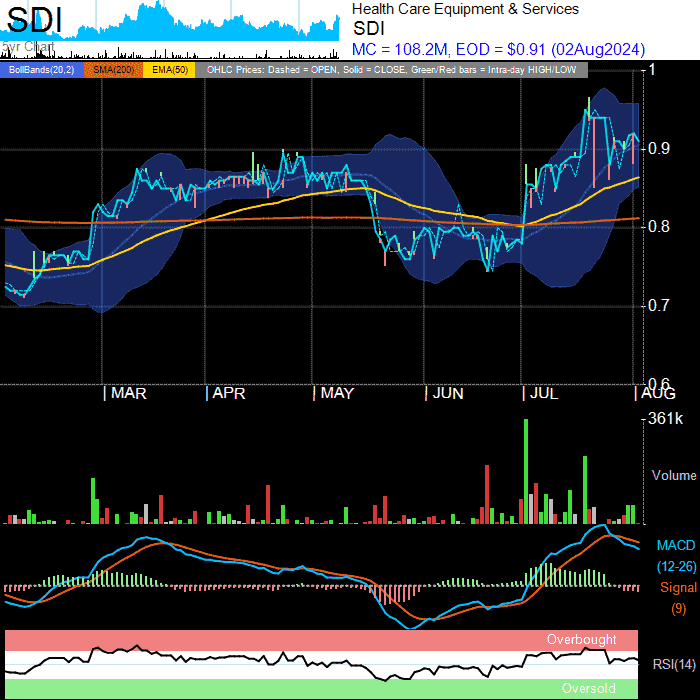 SDI
5yr Chart
Health Care Equipment & Services
SDI
MC = 108.2M, EOD = $0.91 (02Aug2024)
BollBands(20,2) SMA(200) EMA(50) OHLC Prices: Dashed = OPEN, Solid = CLOSE, Green/Red bars = Intra-day HIGH/LOW
1
0.9
0.8
0.7
0.6
MAR APR MAY JUN JUL AUG
361k
Volume
MACD
(12-26)
Signal
(9)
Overbought
RSI(14)
Oversold